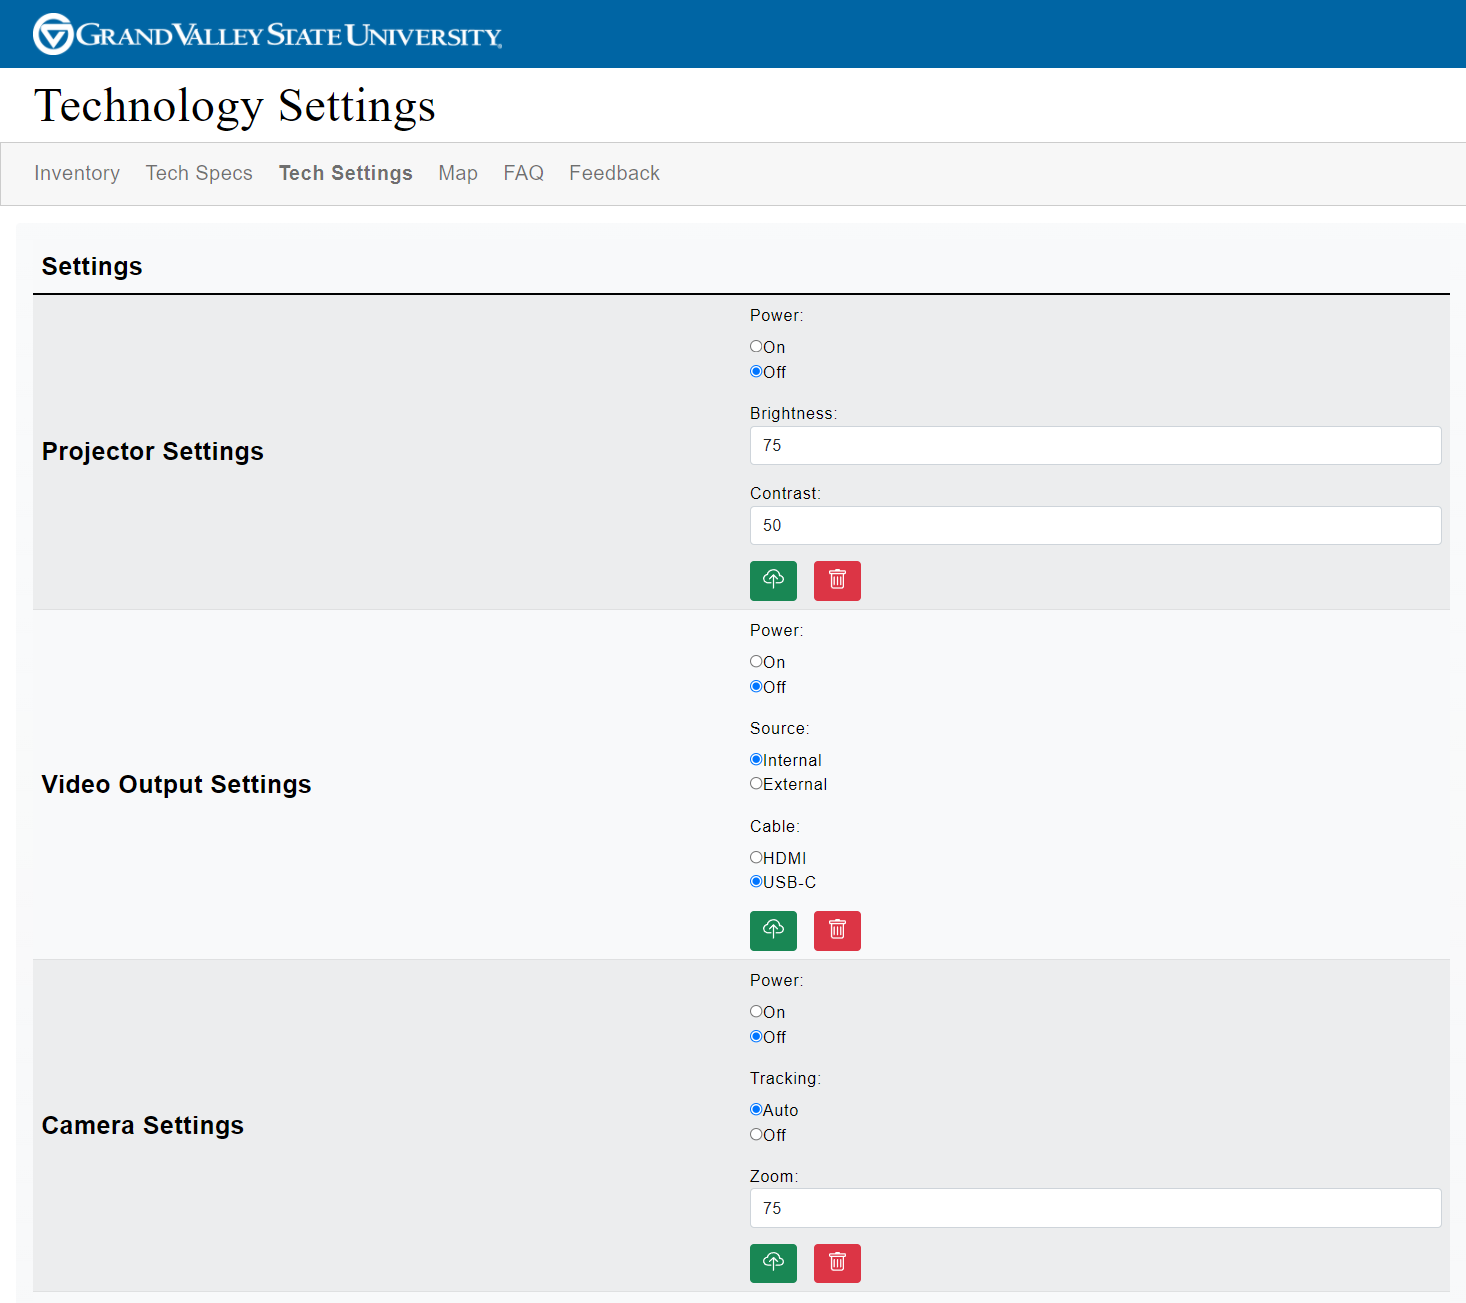 GRAND VALLEY STATE UNIVERSITY
Technology Settings
Inventory Tech Specs Tech Settings Map FAQ Feedback
Settings
Projector Settings
Power:
On
Off
Brightness:
75
Contrast:
50
Video Output Settings
Power:
On
Off
Source:
Internal
External
Cable:
HDMI
USB-C
Camera Settings
Power:
On
Off
Tracking:
Auto
Off
Zoom:
75